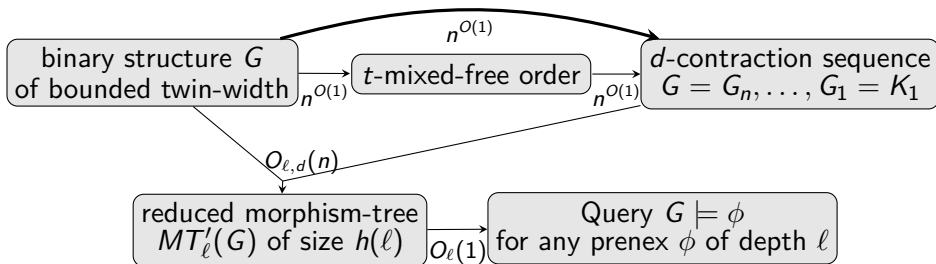 n^{O(1)}
binary structure G
of bounded twin-width
n^{O(1)}
t-mixed-free order
n^{O(1)}
d-contraction sequence
G = G_n, . . . , G_1 = K_1
O_{ℓ,d}(n)
reduced morphism-tree
MT'_ℓ(G) of size h(ℓ)
O_ℓ(1)
Query G ⊨ ϕ
for any prenex ϕ of depth ℓ